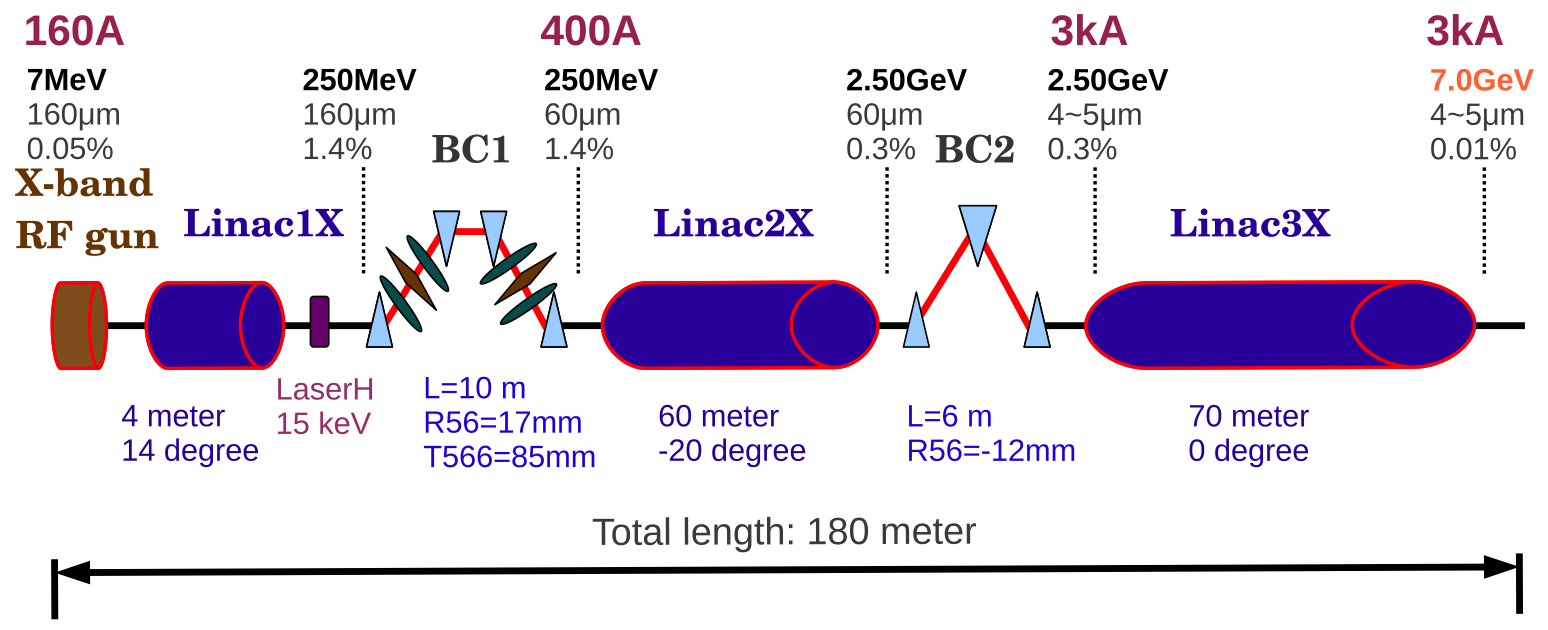 160A
400A
3kA
3kA
7MeV
160μm
0.05%
250MeV
160μm
1.4%
250MeV
60μm
1.4%
2.50GeV
60μm
0.3%
2.50GeV
4~5μm
0.3%
7.0GeV
4~5μm
0.01%
BC1
BC2
X-band
RF gun
Linac1X
Linac2X
Linac3X
4 meter
14 degree
LaserH
15 keV
L=10 m
R56=17mm
T566=85mm
60 meter
-20 degree
L=6 m
R56=-12mm
70 meter
0 degree
Total length: 180 meter